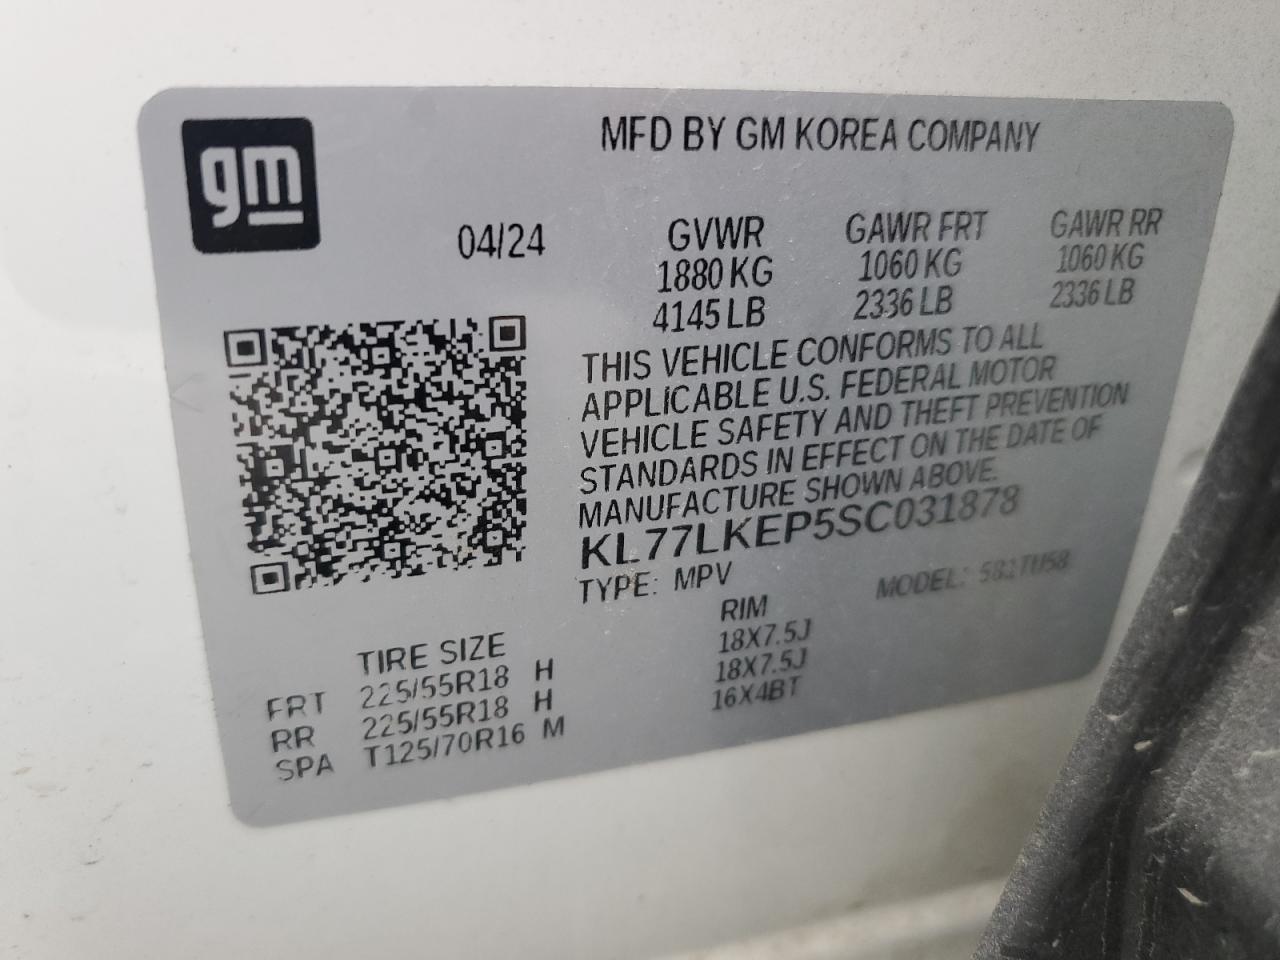 gm
MFD BY GM KOREA COMPANY
04/24
GVWR GAWR FRT GAWR RR
1880 KG 1060 KG 1060 KG
4145 LB 2336 LB 2336 LB
THIS VEHICLE CONFORMS TO ALL
APPLICABLE U.S. FEDERAL MOTOR
VEHICLE SAFETY AND THEFT PREVENTION
STANDARDS IN EFFECT ON THE DATE OF
MANUFACTURE SHOWN ABOVE.
KL77LKEP5SC031878
TYPE: MPV MODEL:
TIRE SIZE RIM
FRT 225/55R18 H 18X7.5J
RR 225/55R18 H 18X7.5J
SPA T125/70R16 M 16X4BT